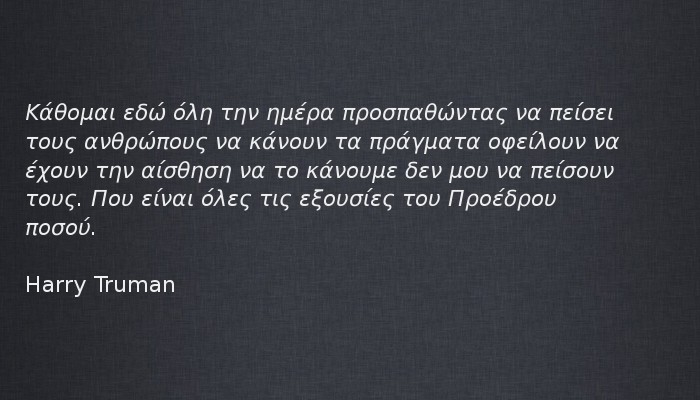 Κάθομαι εδώ όλη την ημέρα προσπαθώντας να πείσει
τους ανθρώπους να κάνουν τα πράγματα οφείλουν να
έχουν την αίσθηση να το κάνουμε δεν μου να πείσουν
τους. Που είναι όλες τις εξουσίες του Προέδρου
ποσού.
Harry Truman